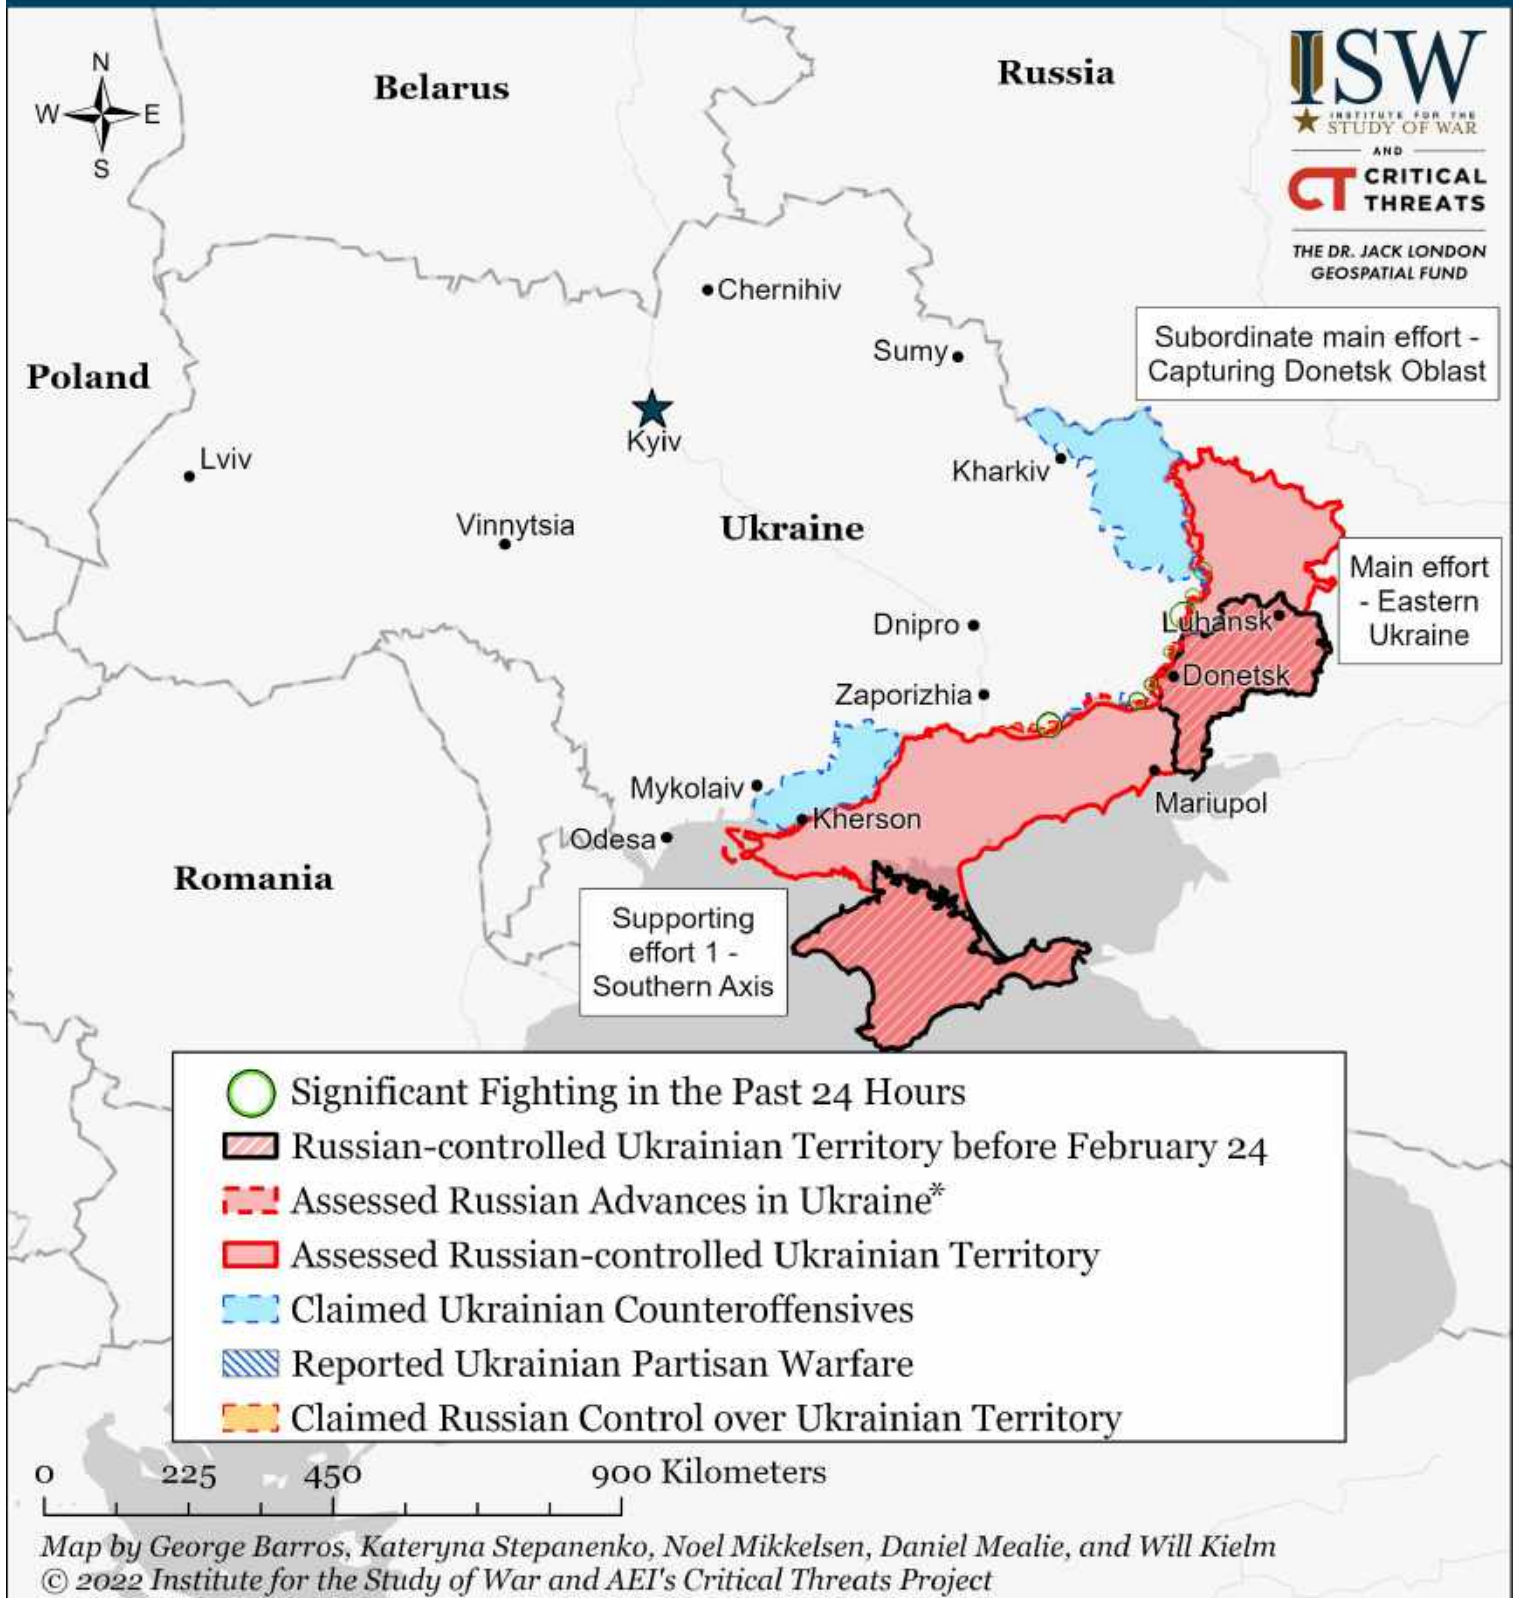 N
W
E
S
Belarus
Russia
ISW
INSTITUTE FOR THE
STUDY OF WAR
AND
CT CRITICAL
THREATS
THE DR. JACK LONDON
GEOSPATIAL FUND
Chernihiv
Subordinate main effort -
Capturing Donetsk Oblast
Sumy
Poland
Kyiv
Lviv
Kharkiv
Vinnytsia
Ukraine
Main effort
- Eastern
Ukraine
Dnipro
Luhansk
Donetsk
Zaporizhia
Mykolaiv
Mariupol
Kherson
Odesa
Romania
Supporting
effort 1 -
Southern Axis
Significant Fighting in the Past 24 Hours
Russian-controlled Ukrainian Territory before February 24
Assessed Russian Advances in Ukraine*
Assessed Russian-controlled Ukrainian Territory
Claimed Ukrainian Counteroffensives
Reported Ukrainian Partisan Warfare
Claimed Russian Control over Ukrainian Territory
0 225 450 900 Kilometers
Map by George Barros, Kateryna Stepanenko, Noel Mikkelsen, Daniel Mealie, and Will Kielm
© 2022 Institute for the Study of War and AEI's Critical Threats Project